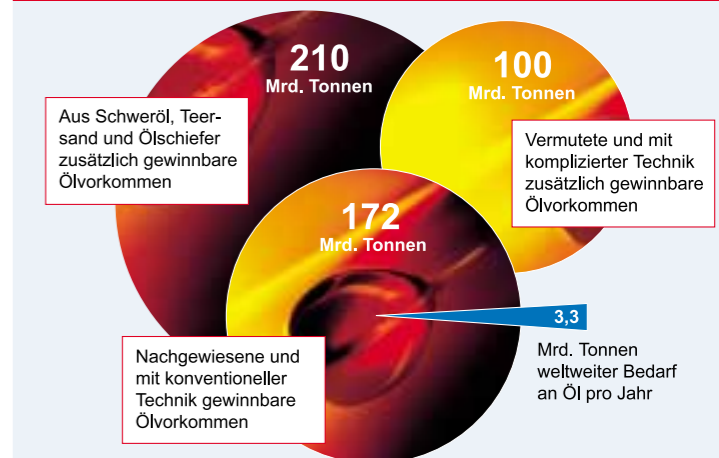 210
Mrd. Tonnen
100
Mrd. Tonnen
Aus Schweröl, Teer-
sand und Ölschiefer
zusätzlich gewinnbare
Ölvorkommen
Vermutete und mit
komplizierter Technik
zusätzlich gewinnbare
Ölvorkommen
172
Mrd. Tonnen
3,3
Mrd. Tonnen
weltweiter Bedarf
an Öl pro Jahr
Nachgewiesene und
mit konventioneller
Technik gewinnbare
Ölvorkommen